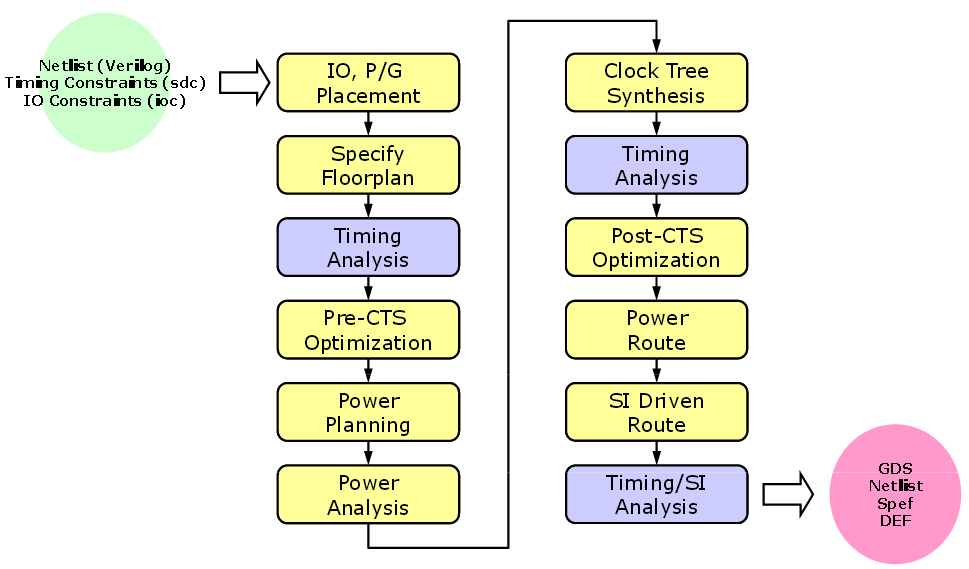 Netlist (Verilog)
Timing Constraints (sdc)
IO Constraints (ioc)
IO, P/G
Placement
Specify
Floorplan
Timing
Analysis
Pre-CTS
Optimization
Power
Planning
Power
Analysis
Clock Tree
Synthesis
Timing
Analysis
Post-CTS
Optimization
Power
Route
SI Driven
Route
Timing/SI
Analysis
GDS
Netlist
Spef
DEF